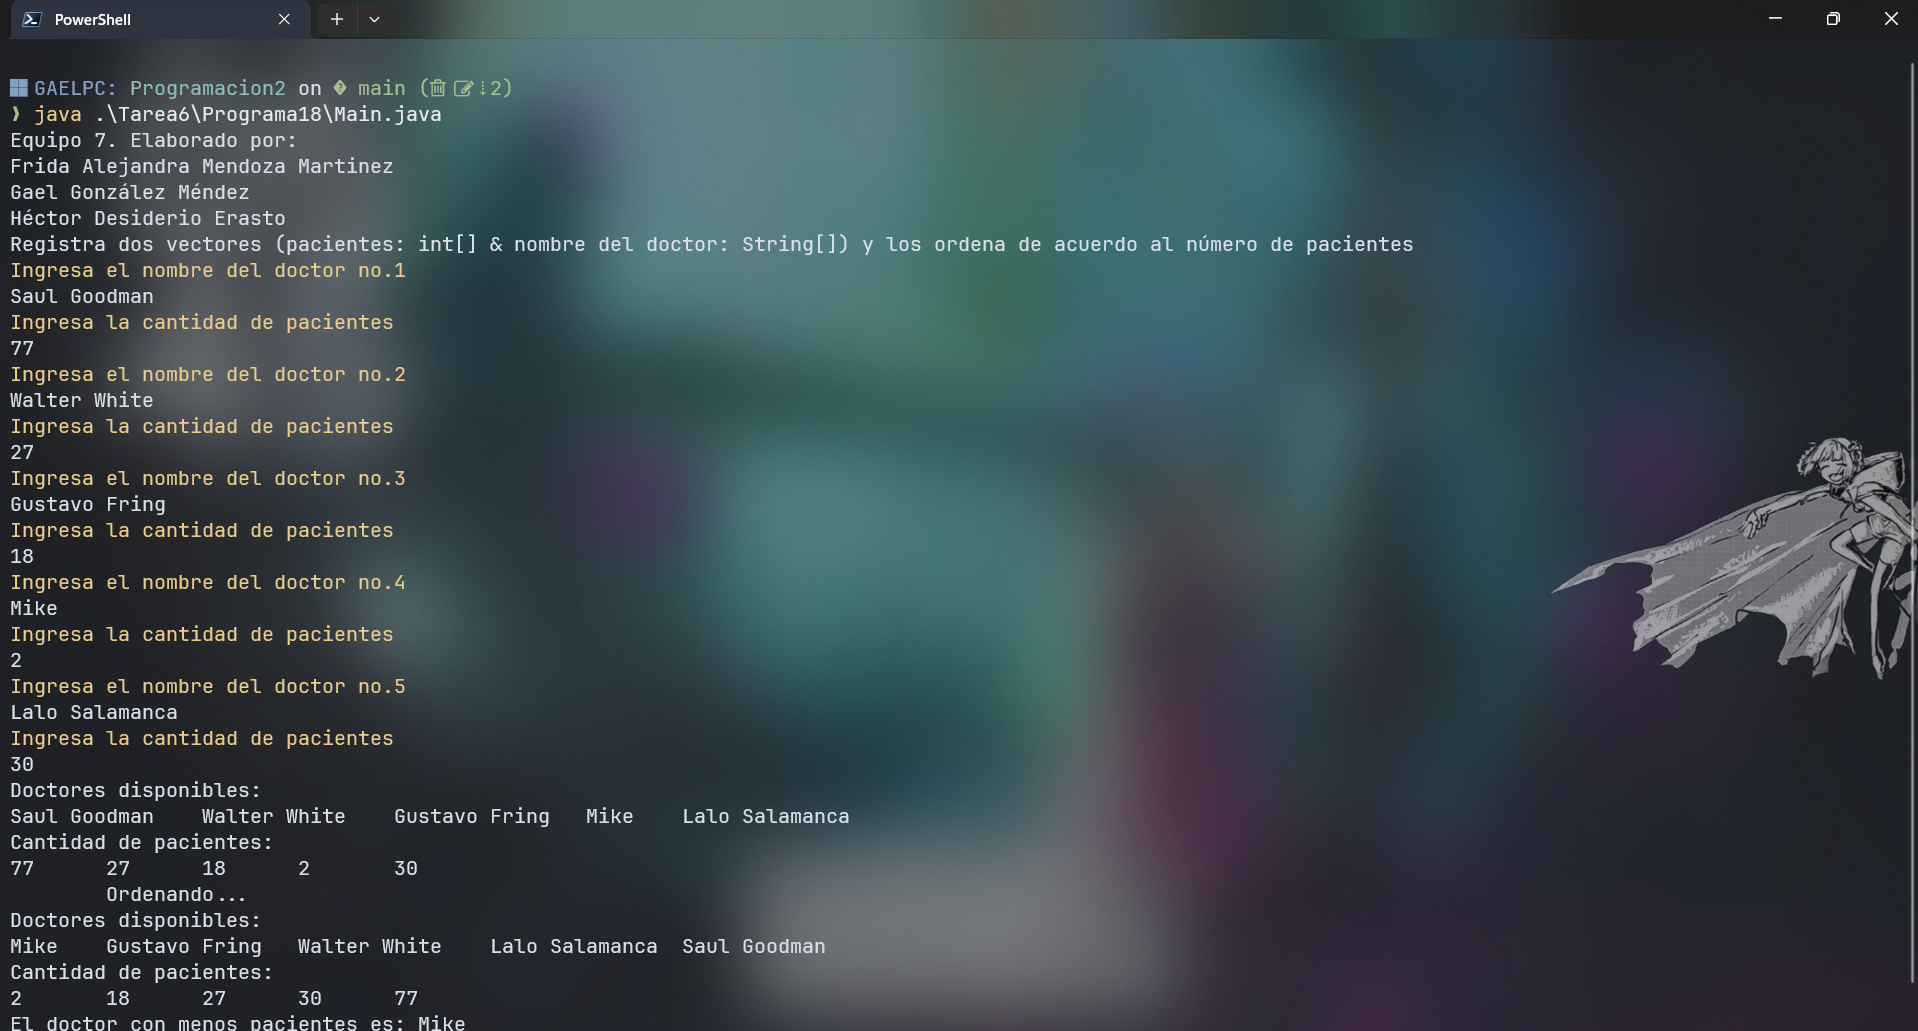 PowerShell
GAELPC: Programacion2 on main (2)
❯ java .\Tarea6\Programa18\Main.java
Equipo 7. Elaborado por:
Frida Alejandra Mendoza Martinez
Gael González Méndez
Héctor Desiderio Erasto
Registra dos vectores (pacientes: int[] & nombre del doctor: String[]) y los ordena de acuerdo al número de pacientes
Ingresa el nombre del doctor no.1
Saul Goodman
Ingresa la cantidad de pacientes
77
Ingresa el nombre del doctor no.2
Walter White
Ingresa la cantidad de pacientes
27
Ingresa el nombre del doctor no.3
Gustavo Fring
Ingresa la cantidad de pacientes
18
Ingresa el nombre del doctor no.4
Mike
Ingresa la cantidad de pacientes
2
Ingresa el nombre del doctor no.5
Lalo Salamanca
Ingresa la cantidad de pacientes
30
Doctores disponibles:
Saul Goodman    Walter White    Gustavo Fring   Mike    Lalo Salamanca
Cantidad de pacientes:
77      27      18      2       30
        Ordenando...
Doctores disponibles:
Mike    Gustavo Fring   Walter White    Lalo Salamanca  Saul Goodman
Cantidad de pacientes:
2       18      27      30      77
El doctor con menos pacientes es: Mike